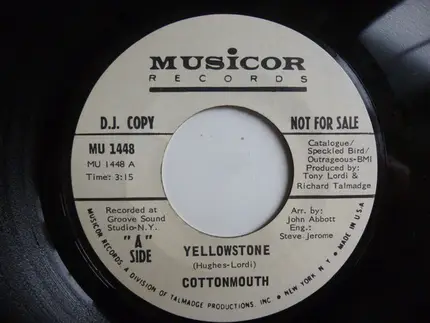 MUSICOR
RECORDS
D.J. COPY
NOT FOR SALE
MU 1448
MU 1448 A
Time: 3:15
Catalogue/
Speckled Bird/
Outrageous-BMI
Produced by:
Tony Lordi &
Richard Talmadge
Recorded at
Groove Sound
Studio-N.Y.
"A"
SIDE
Arr. by:
John Abbott
Eng.:
Steve Jerome
YELLOWSTONE
(Hughes-Lordi)
COTTONMOUTH
MUSICOR RECORDS, A DIVISION OF TALMADGE PRODUCTIONS, INC • NEW YORK, N.Y. • MADE IN U.S.A.